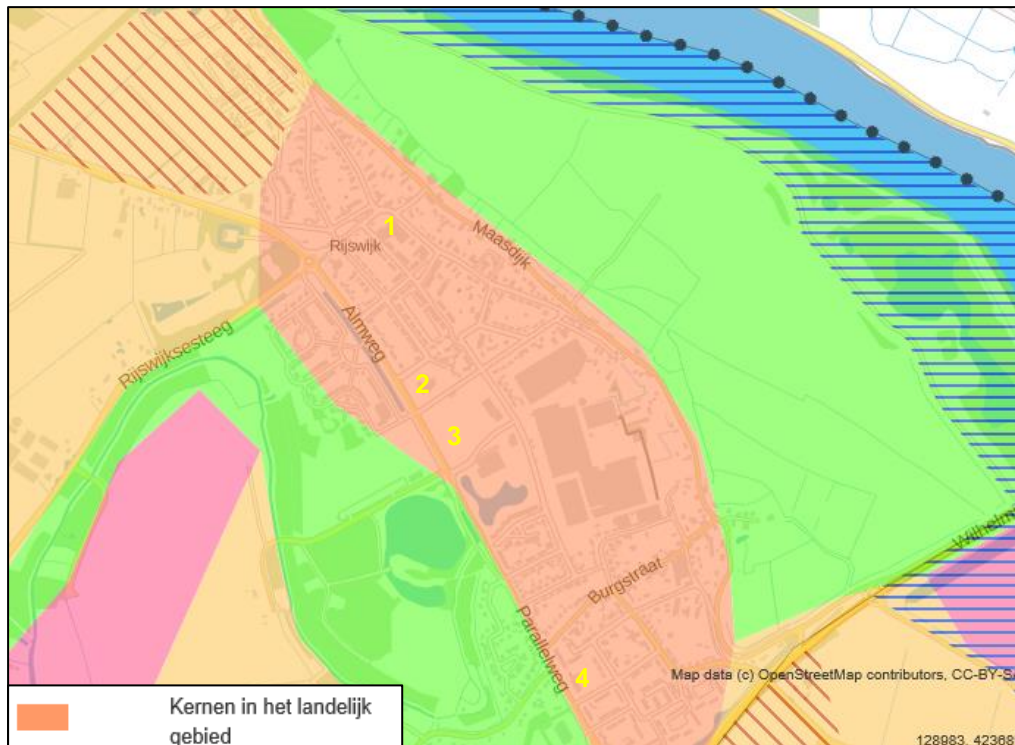 1
Maasdijk
Rijswijk
Rijswijksesteeg
Almweg
2
3
Wilhelm
Burgstraat
Parallelweg
4
Map data (c) OpenStreetMap contributors, CC-BY-S
Kernen in het landelijk
gebied
128983, 42368